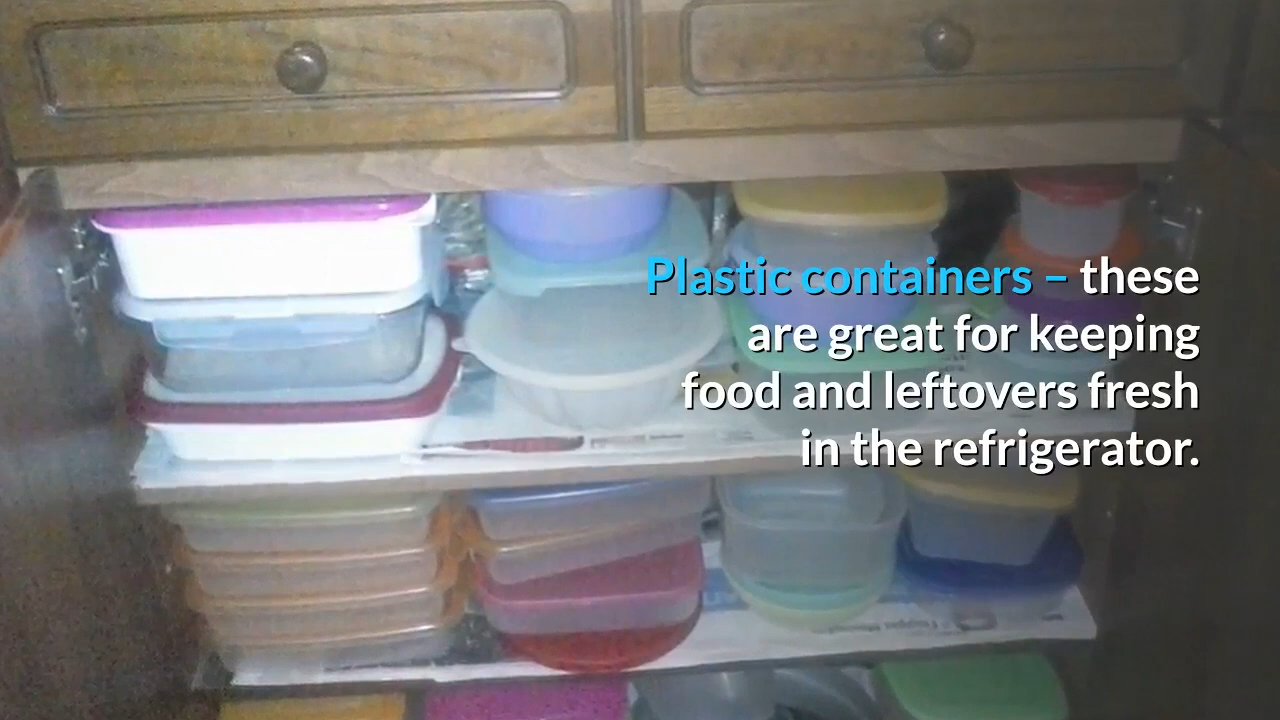 Plastic containers – these
are great for keeping
food and leftovers fresh
in the refrigerator.